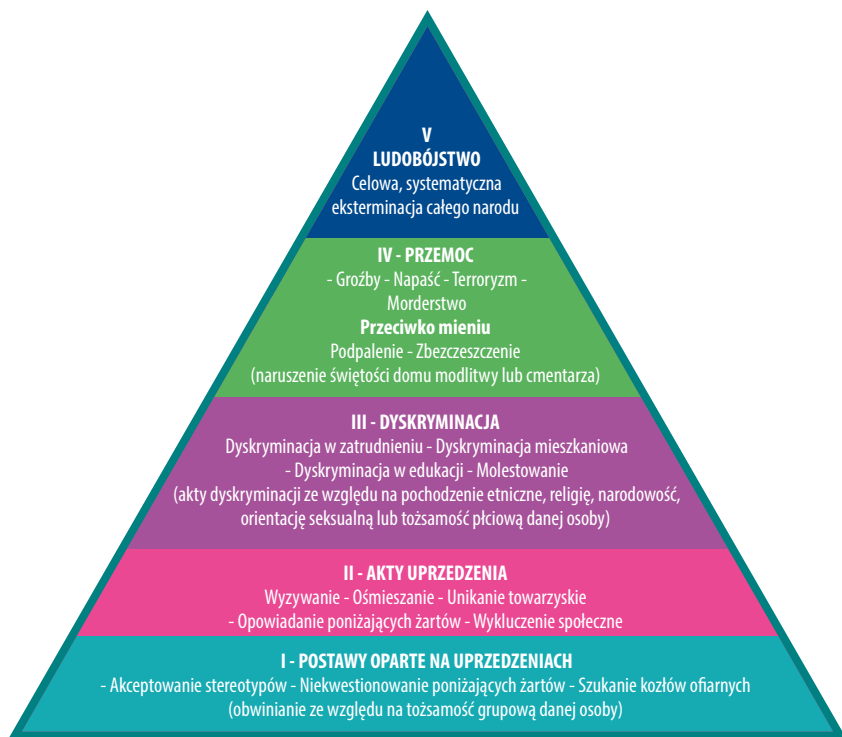 V
LUDOBÓJSTWO
Celowa, systematyczna
eksterminacja całego narodu
IV - PRZEMOC
- Groźby - Napaść - Terroryzm -
Morderstwo
Przeciwko mieniu
Podpalenie - Zbezczeszczenie
(naruszenie świętości domu modlitwy lub cmentarza)
III - DYSKRYMINACJA
Dyskryminacja w zatrudnieniu - Dyskryminacja mieszkaniowa
- Dyskryminacja w edukacji - Molestowanie
(akty dyskryminacji ze względu na pochodzenie etniczne, religię, narodowość,
orientację seksualną lub tożsamość płciową danej osoby)
II - AKTY UPRZEDZENIA
Wyzywanie - Ośmieszanie - Unikanie towarzyskie
- Opowiadanie poniżających żartów - Wykluczenie społeczne
I - POSTAWY OPARTE NA UPRZEDZENIACH
- Akceptowanie stereotypów - Niekwestionowanie poniżających żartów - Szukanie kozłów ofiarnych
(obwinianie ze względu na tożsamość grupową danej osoby)